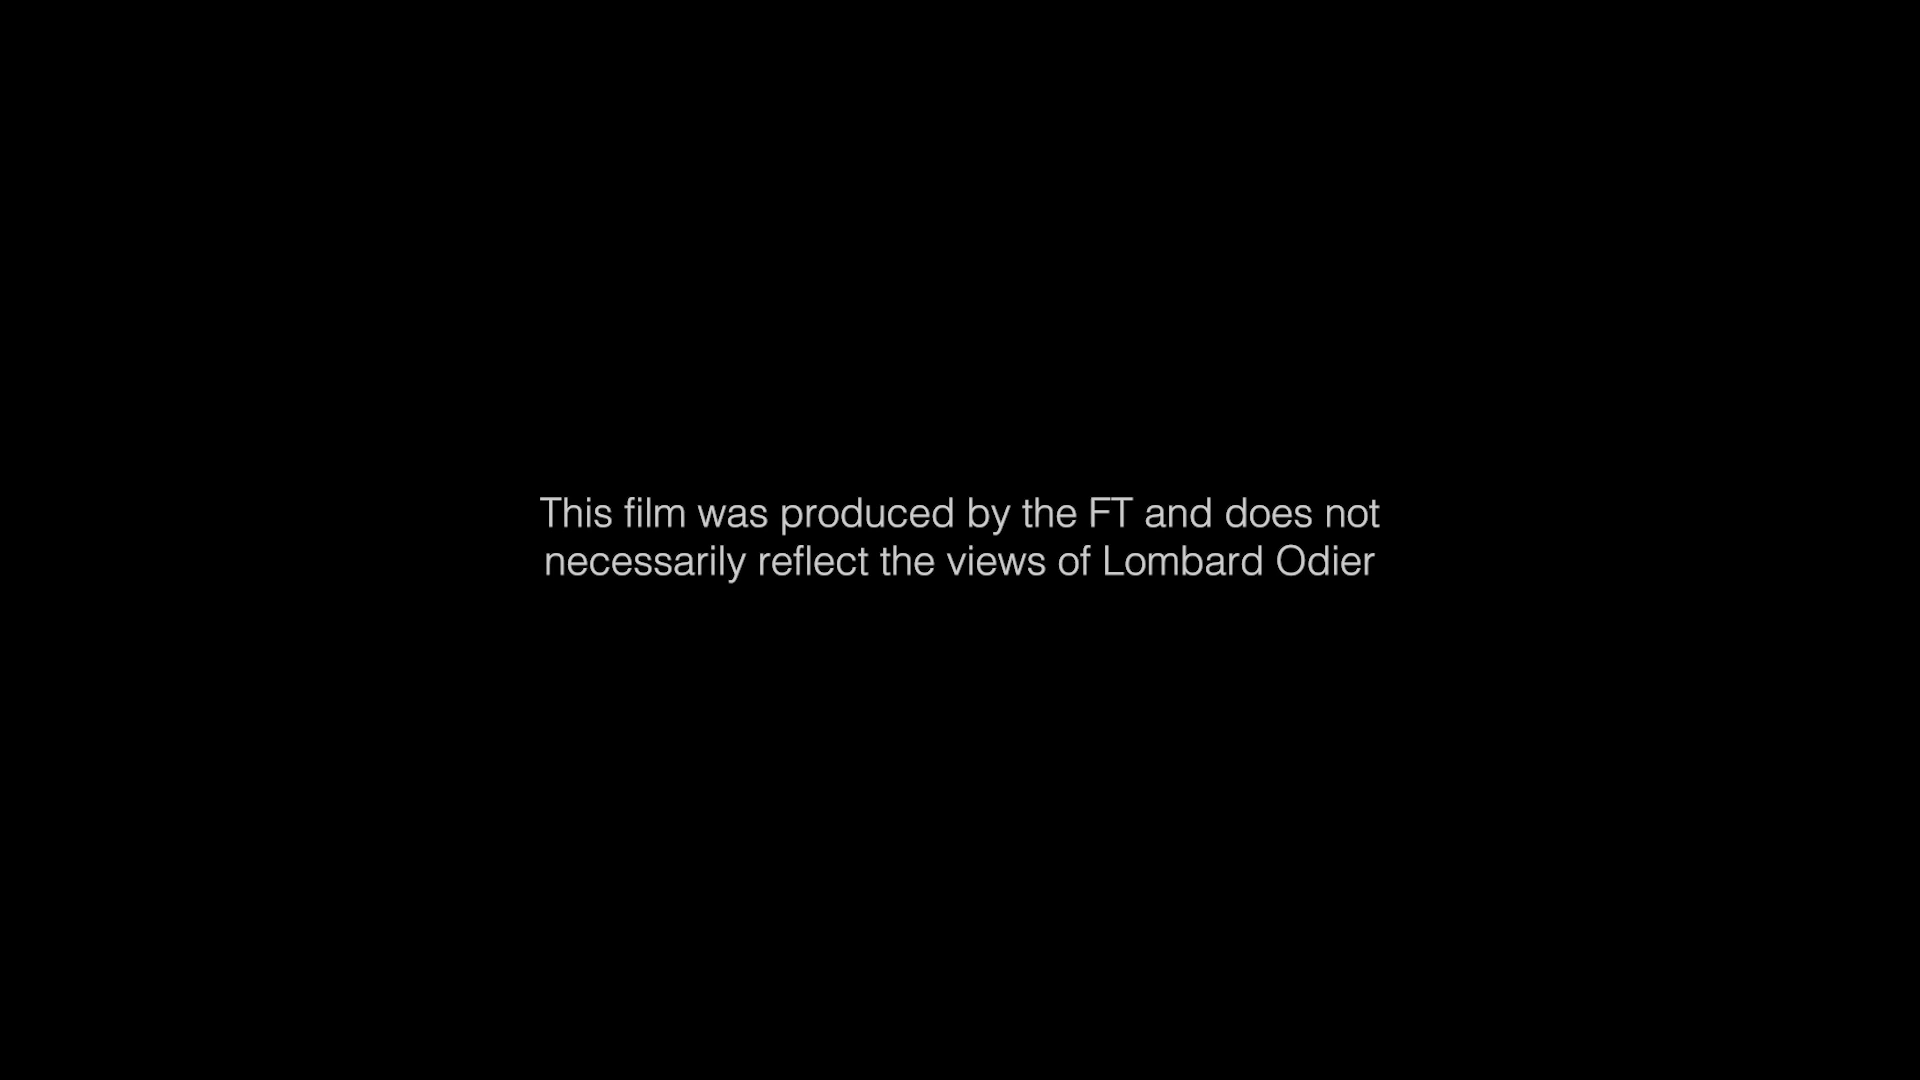 This film was produced by the FT and does not
necessarily reflect the views of Lombard Odier